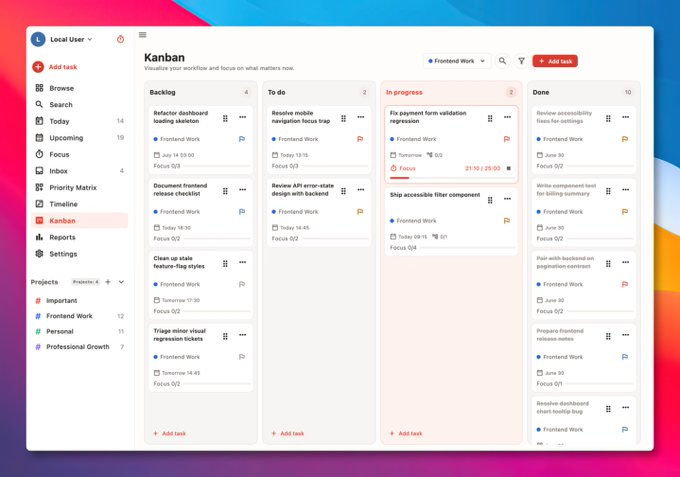 L Local User
Add task
Browse
Search
Today 14
Upcoming 19
Focus
Inbox 4
Priority Matrix
Timeline
Kanban
Reports
Settings
Projects Projects: 4
# Important
# Frontend Work 12
# Personal 11
# Professional Growth 7
Kanban
Visualize your workflow and focus on what matters now.
Frontend Work
+ Add task
Backlog 4
Refactor dashboard
loading skeleton
Frontend Work
July 14 03:00
Focus 0/3
Document frontend
release checklist
Frontend Work
Today 16:30
Focus 0/2
Clean up stale
feature-flag styles
Frontend Work
Tomorrow 17:30
Focus 0/2
Triage minor visual
regression tickets
Frontend Work
Tomorrow 14:45
Focus 0/2
+ Add task
To do 2
Resolve mobile
navigation focus trap
Frontend Work
Today 13:15
Focus 0/3
Review API error-state
design with backend
Frontend Work
Today 14:45
Focus 0/2
+ Add task
In progress 2
Fix payment form validation
regression
Frontend Work
Tomorrow 0/2
Focus 21:10 / 25:00
Ship accessible filter component
Frontend Work
Today 09:15 0/1
Focus 0/4
+ Add task
Done 10
Review accessibility
fixes for settings
Frontend Work
June 30
Focus 0/2
Write component test
for billing summary
Frontend Work
June 30
Focus 0/2
Pair with backend on
pagination contract
Frontend Work
June 30
Focus 0/2
Prepare frontend
release notes
Frontend Work
June 30
Focus 0/1
Resolve dashboard
chart tooltip bug
Frontend Work